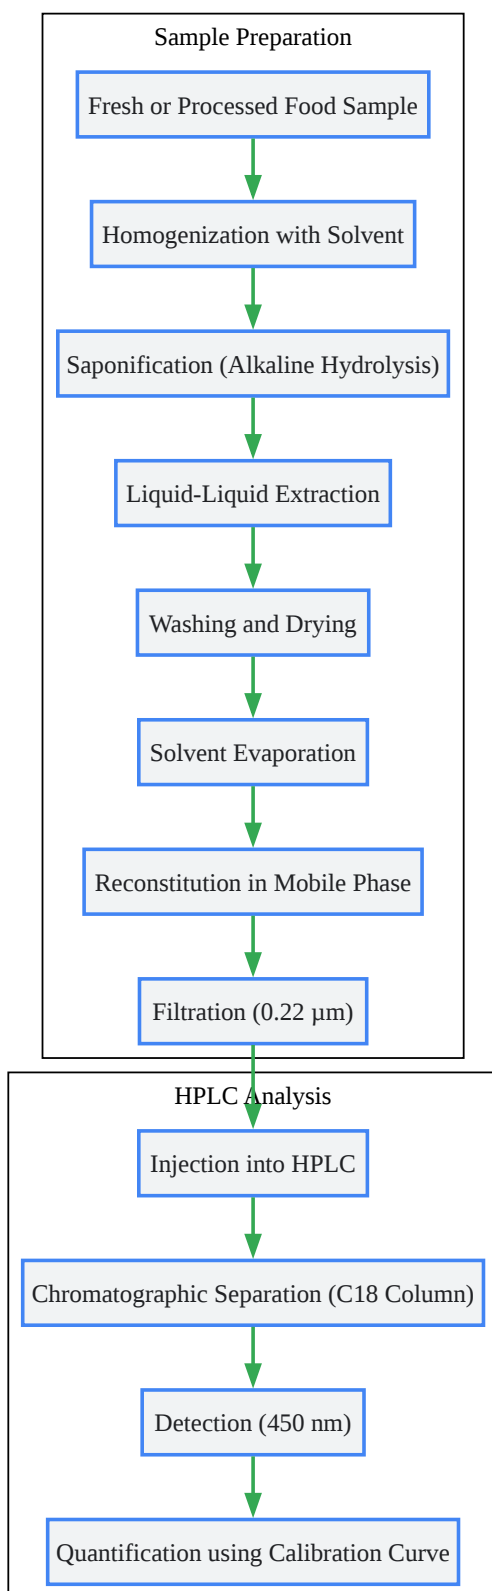 Sample Preparation
Fresh or Processed Food Sample
Homogenization with Solvent
Saponification (Alkaline Hydrolysis)
Liquid-Liquid Extraction
Washing and Drying
Solvent Evaporation
Reconstitution in Mobile Phase
Filtration (0.22 µm)
HPLC Analysis
Injection into HPLC
Chromatographic Separation (C18 Column)
Detection (450 nm)
Quantification using Calibration Curve